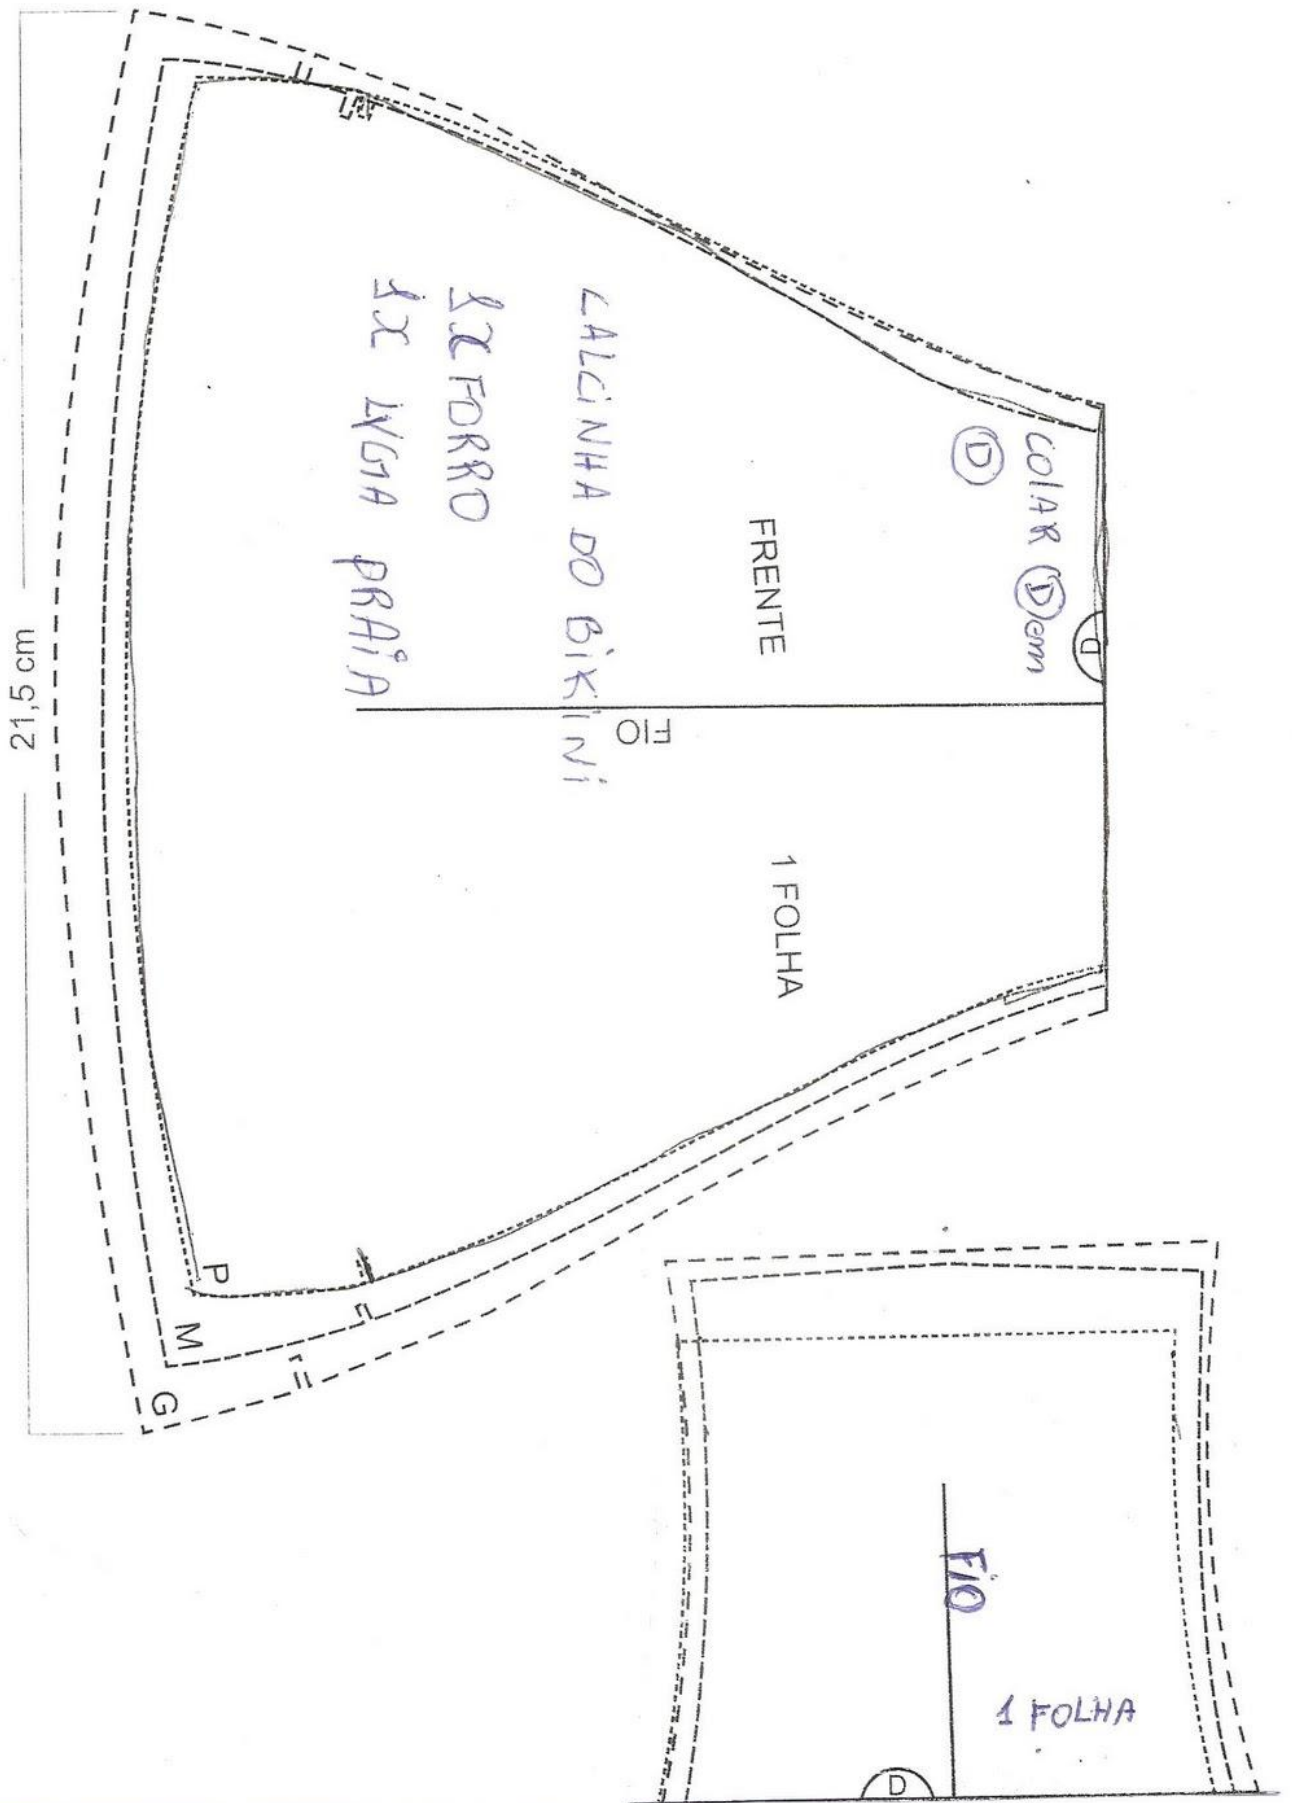 COlAR (D)em
(D)
D
FRENTE
FIO
1 FOLHA
CALCINHA DO BiKiNi
1X FORRO
1X LYGIA PRAiA
21,5 cm
P
M
G
FiO
1 FOLHA
D